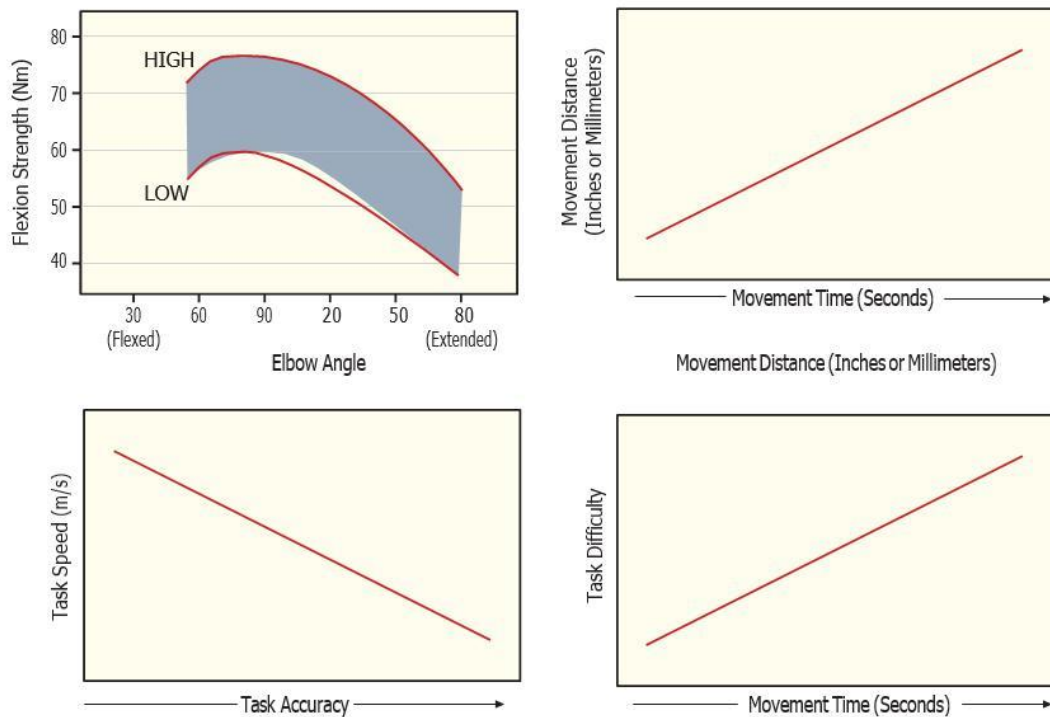 Flexion Strength (Nm)
80
70
60
50
40
HIGH
LOW
30 60 90 20 50 80
(Flexed) (Extended)
Elbow Angle
Movement Distance
(Inches or Millimeters)
Movement Time (Seconds)
Movement Distance (Inches or Millimeters)
Task Speed (m/s)
Task Accuracy
Task Difficulty
Movement Time (Seconds)